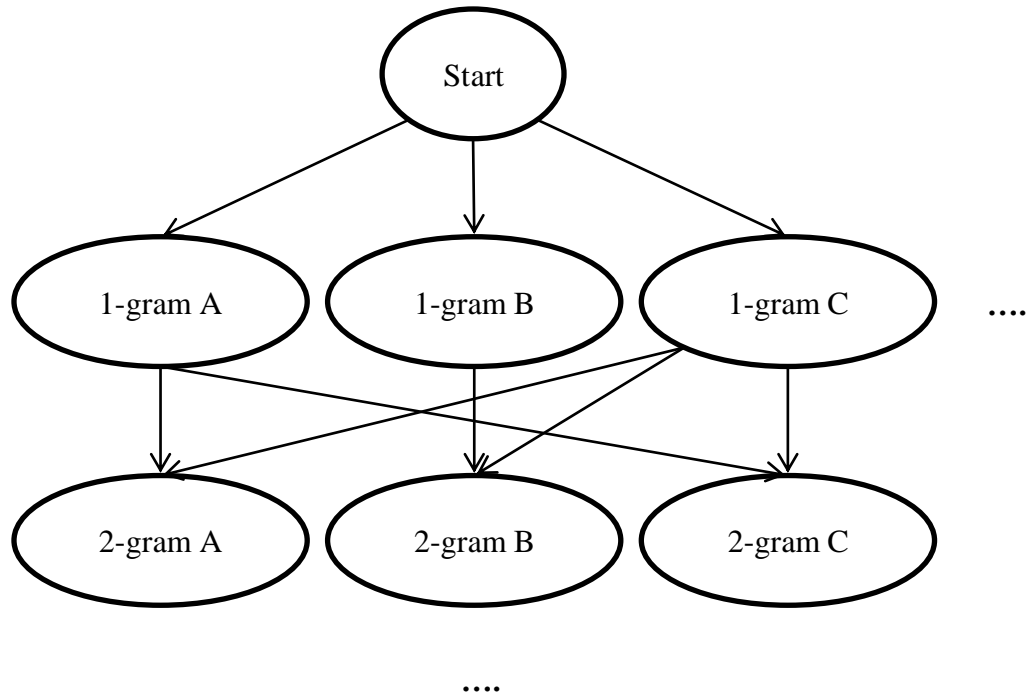 Start
1-gram A
1-gram B
1-gram C
....
2-gram A
2-gram B
2-gram C
....